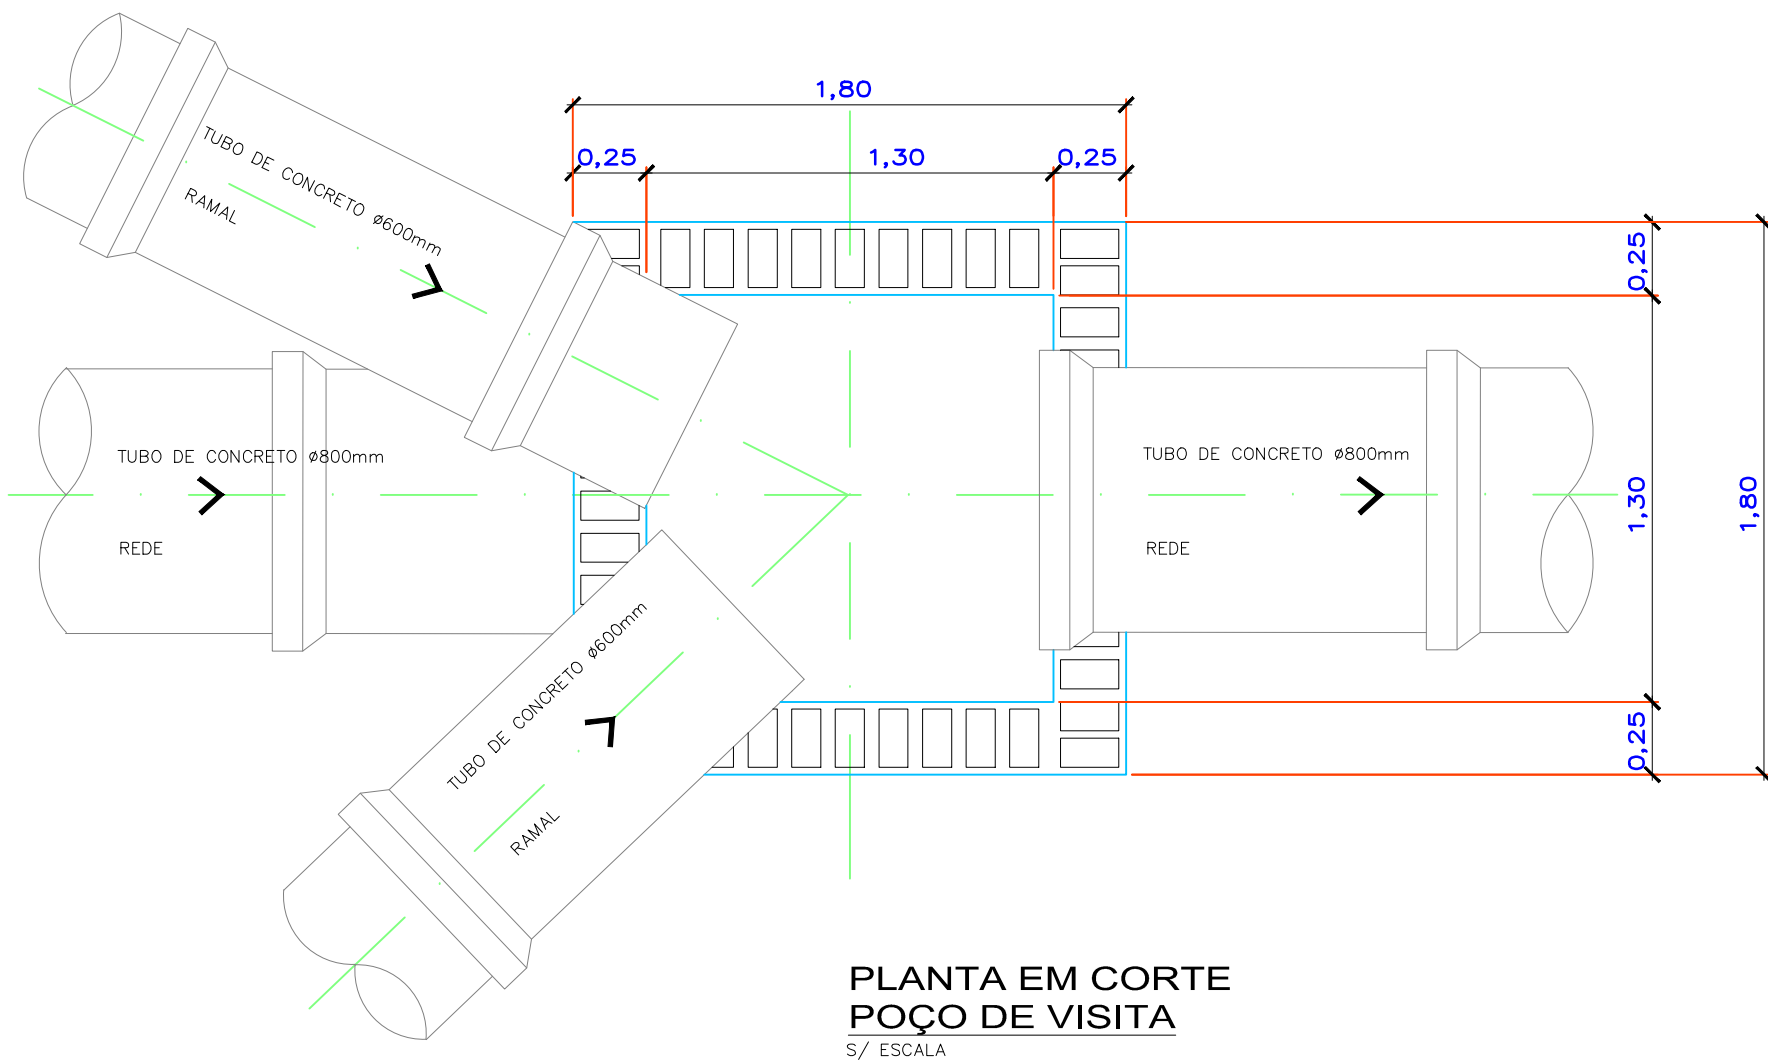 1,80
0,25
1,30
0,25
TUBO DE CONCRETO ø600mm
RAMAL
0,25
1,30
0,25
1,80
TUBO DE CONCRETO ø800mm
REDE
TUBO DE CONCRETO ø800mm
REDE
TUBO DE CONCRETO ø600mm
RAMAL
PLANTA EM CORTE
POÇO DE VISITA
S/ ESCALA